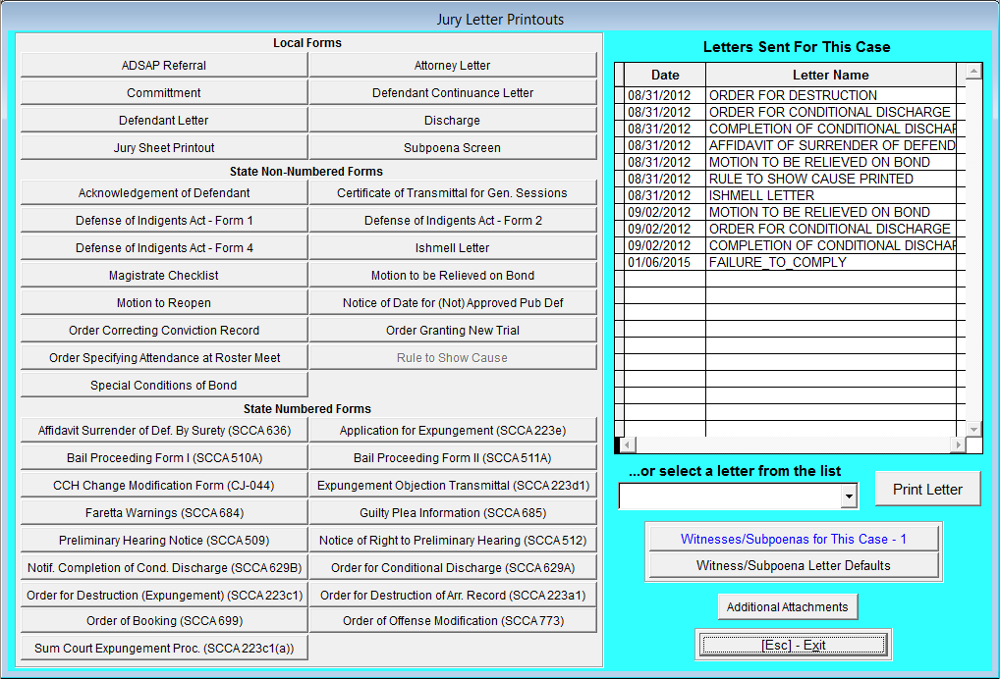 Jury Letter Printouts
Local Forms
ADSAP Referral
Attorney Letter
Committment
Defendant Continuance Letter
Defendant Letter
Discharge
Jury Sheet Printout
Subpoena Screen
State Non-Numbered Forms
Acknowledgement of Defendant
Certificate of Transmittal for Gen. Sessions
Defense of Indigents Act - Form 1
Defense of Indigents Act - Form 2
Defense of Indigents Act - Form 4
Ishmell Letter
Magistrate Checklist
Motion to be Relieved on Bond
Motion to Reopen
Notice of Date for (Not) Approved Pub Def
Order Correcting Conviction Record
Order Granting New Trial
Order Specifying Attendance at Roster Meet
Rule to Show Cause
Special Conditions of Bond
State Numbered Forms
Affidavit Surrender of Def. By Surety (SCCA 636)
Application for Expungement (SCCA 223e)
Bail Proceeding Form I (SCCA 510A)
Bail Proceeding Form II (SCCA 511A)
CCH Change Modification Form (CJ-044)
Expungement Objection Transmittal (SCCA 223d1)
Faretta Warnings (SCCA 684)
Guilty Plea Information (SCCA 685)
Preliminary Hearing Notice (SCCA 509)
Notice of Right to Preliminary Hearing (SCCA 512)
Notif. Completion of Cond. Discharge (SCCA 629B)
Order for Conditional Discharge (SCCA 629A)
Order for Destruction (Expungement) (SCCA 223c1)
Order for Destruction of Arr. Record (SCCA 223a1)
Order of Booking (SCCA 699)
Order of Offense Modification (SCCA 773)
Sum Court Expungement Proc. (SCCA 223c1(a))
Letters Sent For This Case
Date Letter Name
08/31/2012 ORDER FOR DESTRUCTION
08/31/2012 ORDER FOR CONDITIONAL DISCHARGE
08/31/2012 COMPLETION OF CONDITIONAL DISCHAR
08/31/2012 AFFIDAVIT OF SURRENDER OF DEFEND
08/31/2012 MOTION TO BE RELIEVED ON BOND
08/31/2012 RULE TO SHOW CAUSE PRINTED
08/31/2012 ISHMELL LETTER
09/02/2012 MOTION TO BE RELIEVED ON BOND
09/02/2012 ORDER FOR CONDITIONAL DISCHARGE
09/02/2012 COMPLETION OF CONDITIONAL DISCHAR
01/06/2015 FAILURE_TO_COMPLY
...or select a letter from the list
Print Letter
Witnesses/Subpoenas for This Case - 1
Witness/Subpoena Letter Defaults
Additional Attachments
[Esc] - Exit